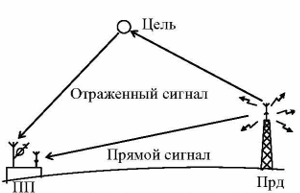 Цель
Отраженный сигнал
Прямой сигнал
ПП
Прд